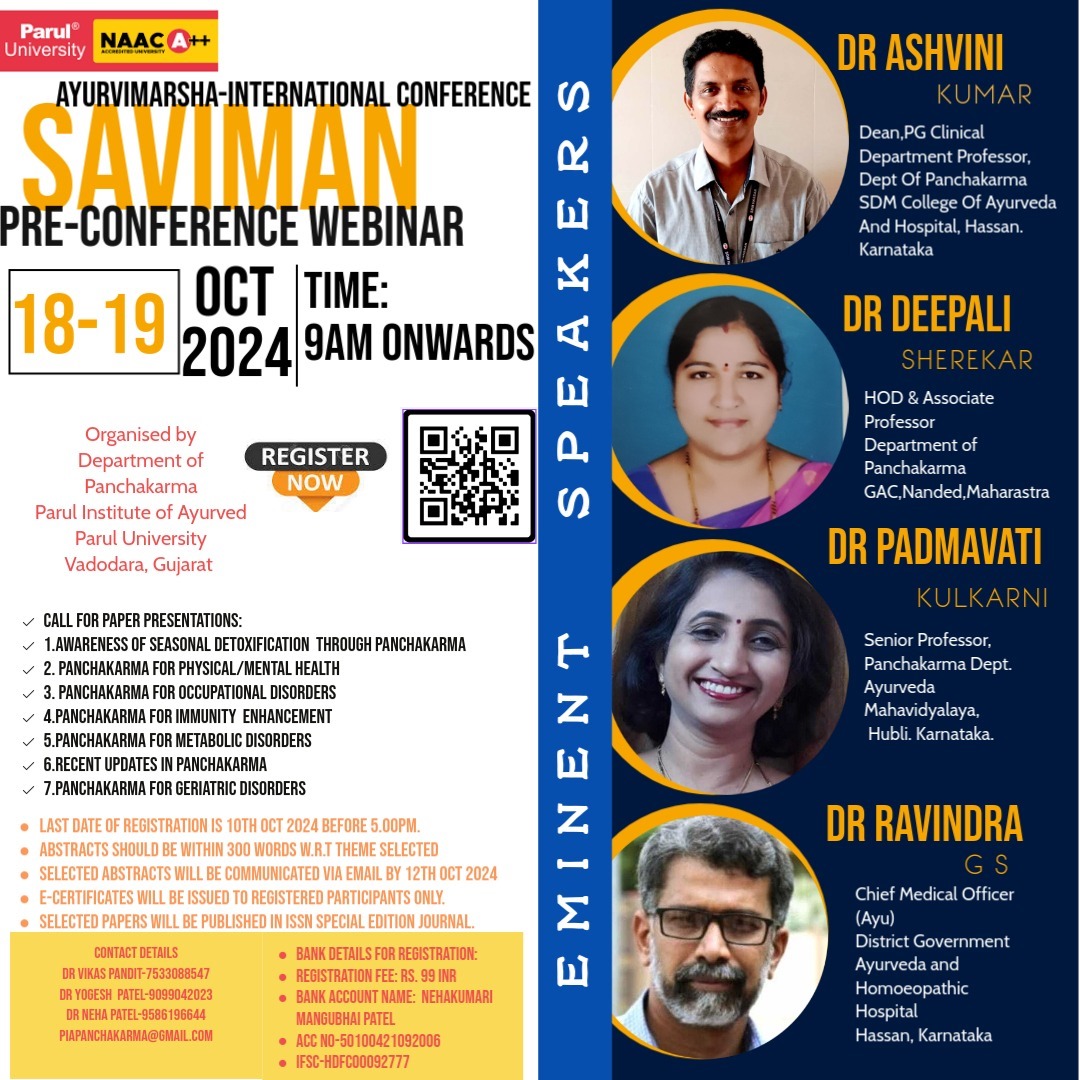 Parul®
University
NAAC A++
ACCREDITED UNIVERSITY
AYURVIMARSHA-INTERNATIONAL CONFERENCE
SAVIMAN
PRE-CONFERENCE WEBINAR
18-19
OCT
2024
TIME:
9AM ONWARDS
Organised by
Department of
Panchakarma
Parul Institute of Ayurved
Parul University
Vadodara, Gujarat
REGISTER
NOW
CALL FOR PAPER PRESENTATIONS:
1.AWARENESS OF SEASONAL DETOXIFICATION THROUGH PANCHAKARMA
2. PANCHAKARMA FOR PHYSICAL/MENTAL HEALTH
3. PANCHAKARMA FOR OCCUPATIONAL DISORDERS
4.PANCHAKARMA FOR IMMUNITY ENHANCEMENT
5.PANCHAKARMA FOR METABOLIC DISORDERS
6.RECENT UPDATES IN PANCHAKARMA
7.PANCHAKARMA FOR GERIATRIC DISORDERS
LAST DATE OF REGISTRATION IS 10TH OCT 2024 BEFORE 5.00PM.
ABSTRACTS SHOULD BE WITHIN 300 WORDS W.R.T THEME SELECTED
SELECTED ABSTRACTS WILL BE COMMUNICATED VIA EMAIL BY 12TH OCT 2024
E-CERTIFICATES WILL BE ISSUED TO REGISTERED PARTICIPANTS ONLY.
SELECTED PAPERS WILL BE PUBLISHED IN ISSN SPECIAL EDITION JOURNAL.
CONTACT DETAILS
DR VIKAS PANDIT-7533088547
DR YOGESH PATEL-9099042023
DR NEHA PATEL-9586196644
PIAPANCHAKARMA@GMAIL.COM
BANK DETAILS FOR REGISTRATION:
REGISTRATION FEE: RS. 99 INR
BANK ACCOUNT NAME: NEHAKUMARI
MANGUBHAI PATEL
ACC NO-50100421092006
IFSC-HDFC00092777
EMINENT SPEAKERS
DR ASHVINI
KUMAR
Dean,PG Clinical
Department Professor,
Dept Of Panchakarma
SDM College Of Ayurveda
And Hospital, Hassan.
Karnataka
DR DEEPALI
SHEREKAR
HOD & Associate
Professor
Department of
Panchakarma
GAC,Nanded,Maharastra
DR PADMAVATI
KULKARNI
Senior Professor,
Panchakarma Dept.
Ayurveda
Mahavidyalaya,
Hubli. Karnataka.
DR RAVINDRA
G S
Chief Medical Officer
(Ayu)
District Government
Ayurveda and
Homoeopathic
Hospital
Hassan, Karnataka